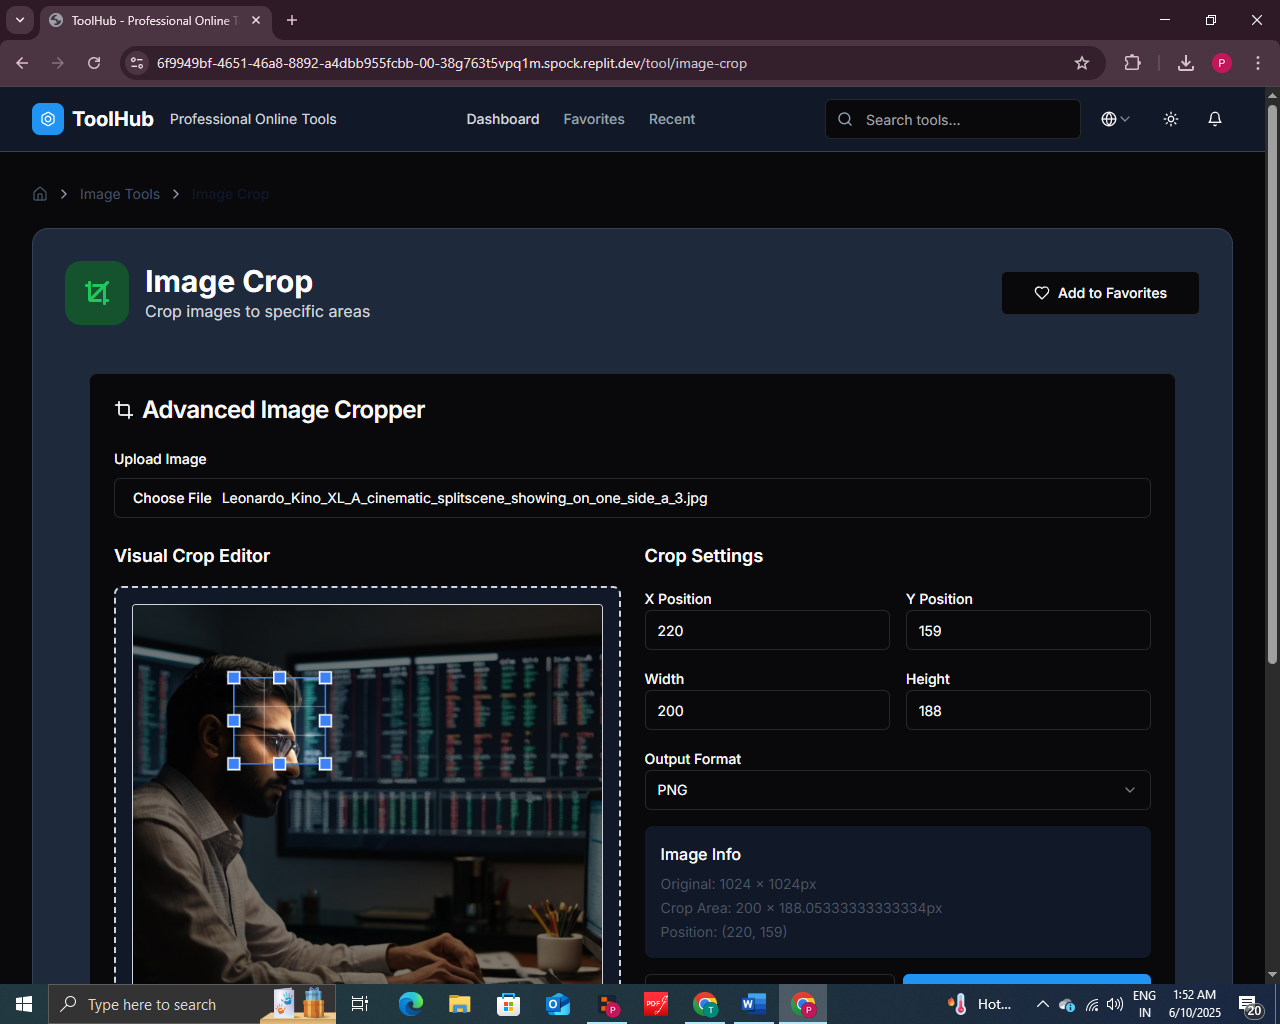 ToolHub - Professional Online T
6f9949bf-4651-46a8-8892-a4dbb955fcbb-00-38g763t5vpq1m.spock.replit.dev/tool/image-crop
P
ToolHub Professional Online Tools Dashboard Favorites Recent Search tools...
Image Tools Image Crop
Image Crop
Crop images to specific areas
Add to Favorites
Advanced Image Cropper
Upload Image
Choose File Leonardo_Kino_XL_A_cinematic_splitscene_showing_on_one_side_a_3.jpg
Visual Crop Editor
Crop Settings
X Position Y Position
220 159
Width Height
200 188
Output Format
PNG
Image Info
Original: 1024 × 1024px
Crop Area: 200 × 188.05333333333334px
Position: (220, 159)
Type here to search
Hot...
ENG
IN
1:52 AM
6/10/2025
20